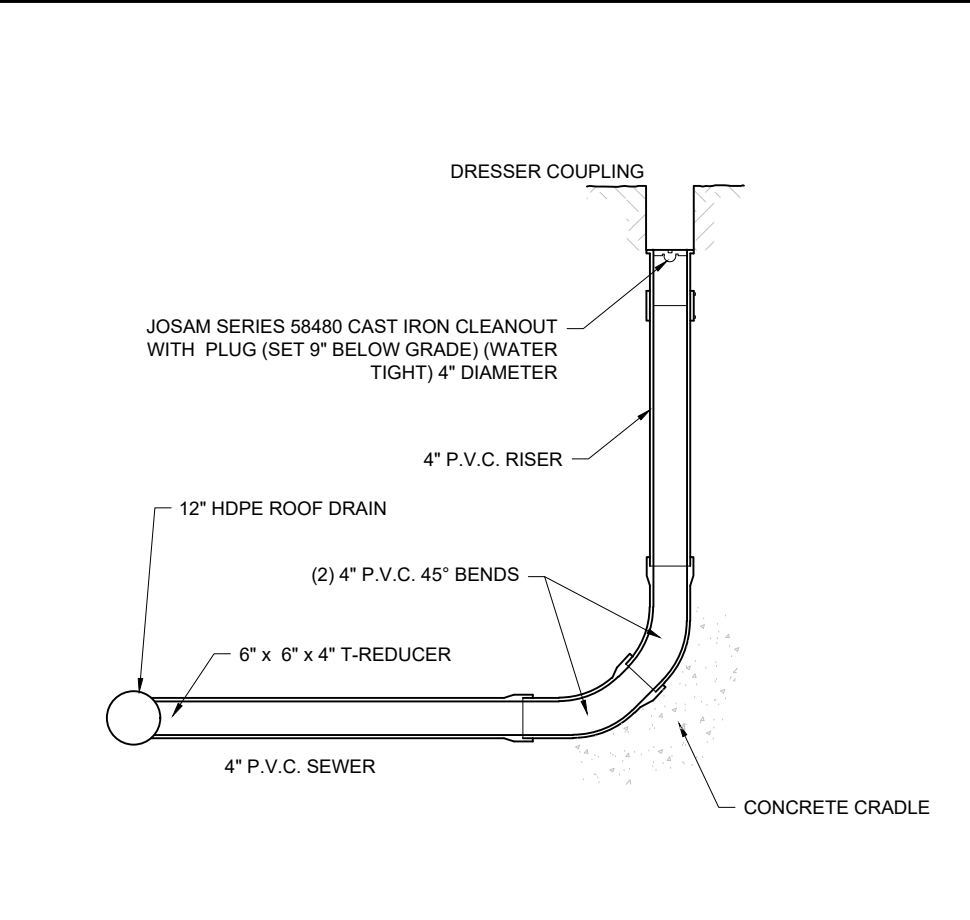 DRESSER COUPLING
JOSAM SERIES 58480 CAST IRON CLEANOUT
WITH PLUG (SET 9" BELOW GRADE) (WATER
TIGHT) 4" DIAMETER
4" P.V.C. RISER
12" HDPE ROOF DRAIN
(2) 4" P.V.C. 45° BENDS
6" x 6" x 4" T-REDUCER
4" P.V.C. SEWER
CONCRETE CRADLE